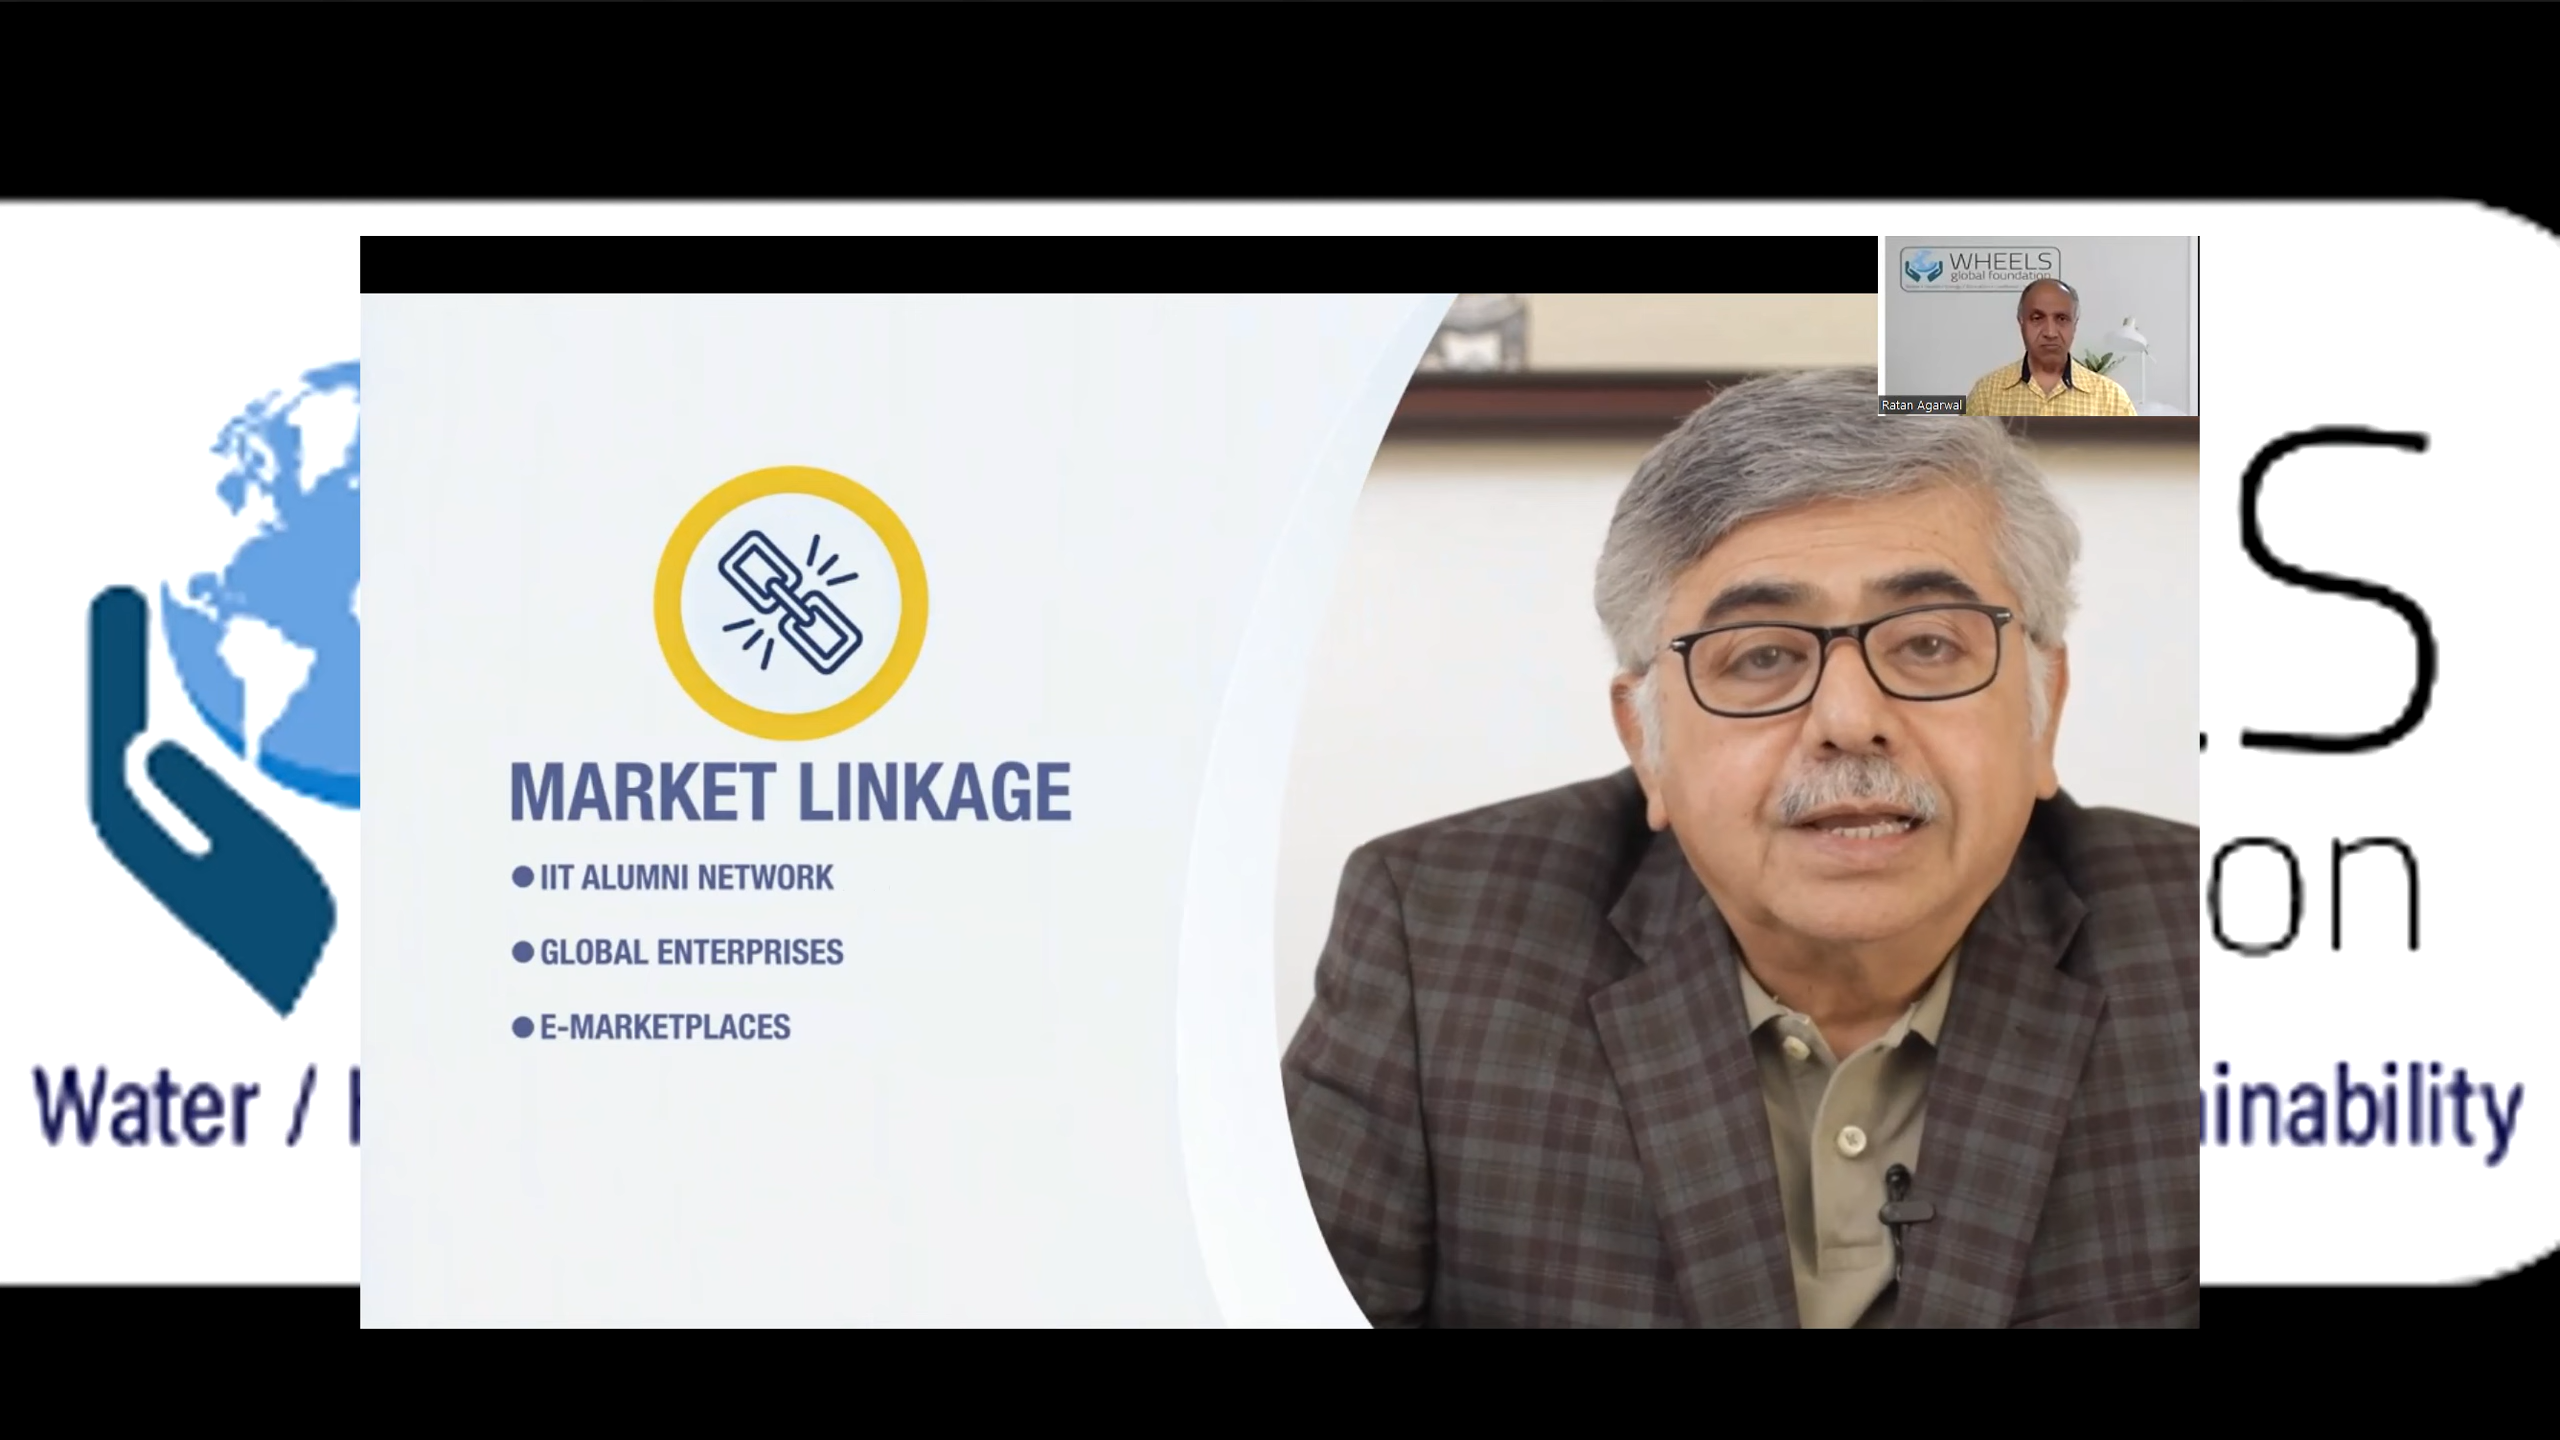 WHEELS
global foundation
Ratan Agarwal
S
on
Water /
inability
MARKET LINKAGE
IIT ALUMNI NETWORK
GLOBAL ENTERPRISES
E-MARKETPLACES